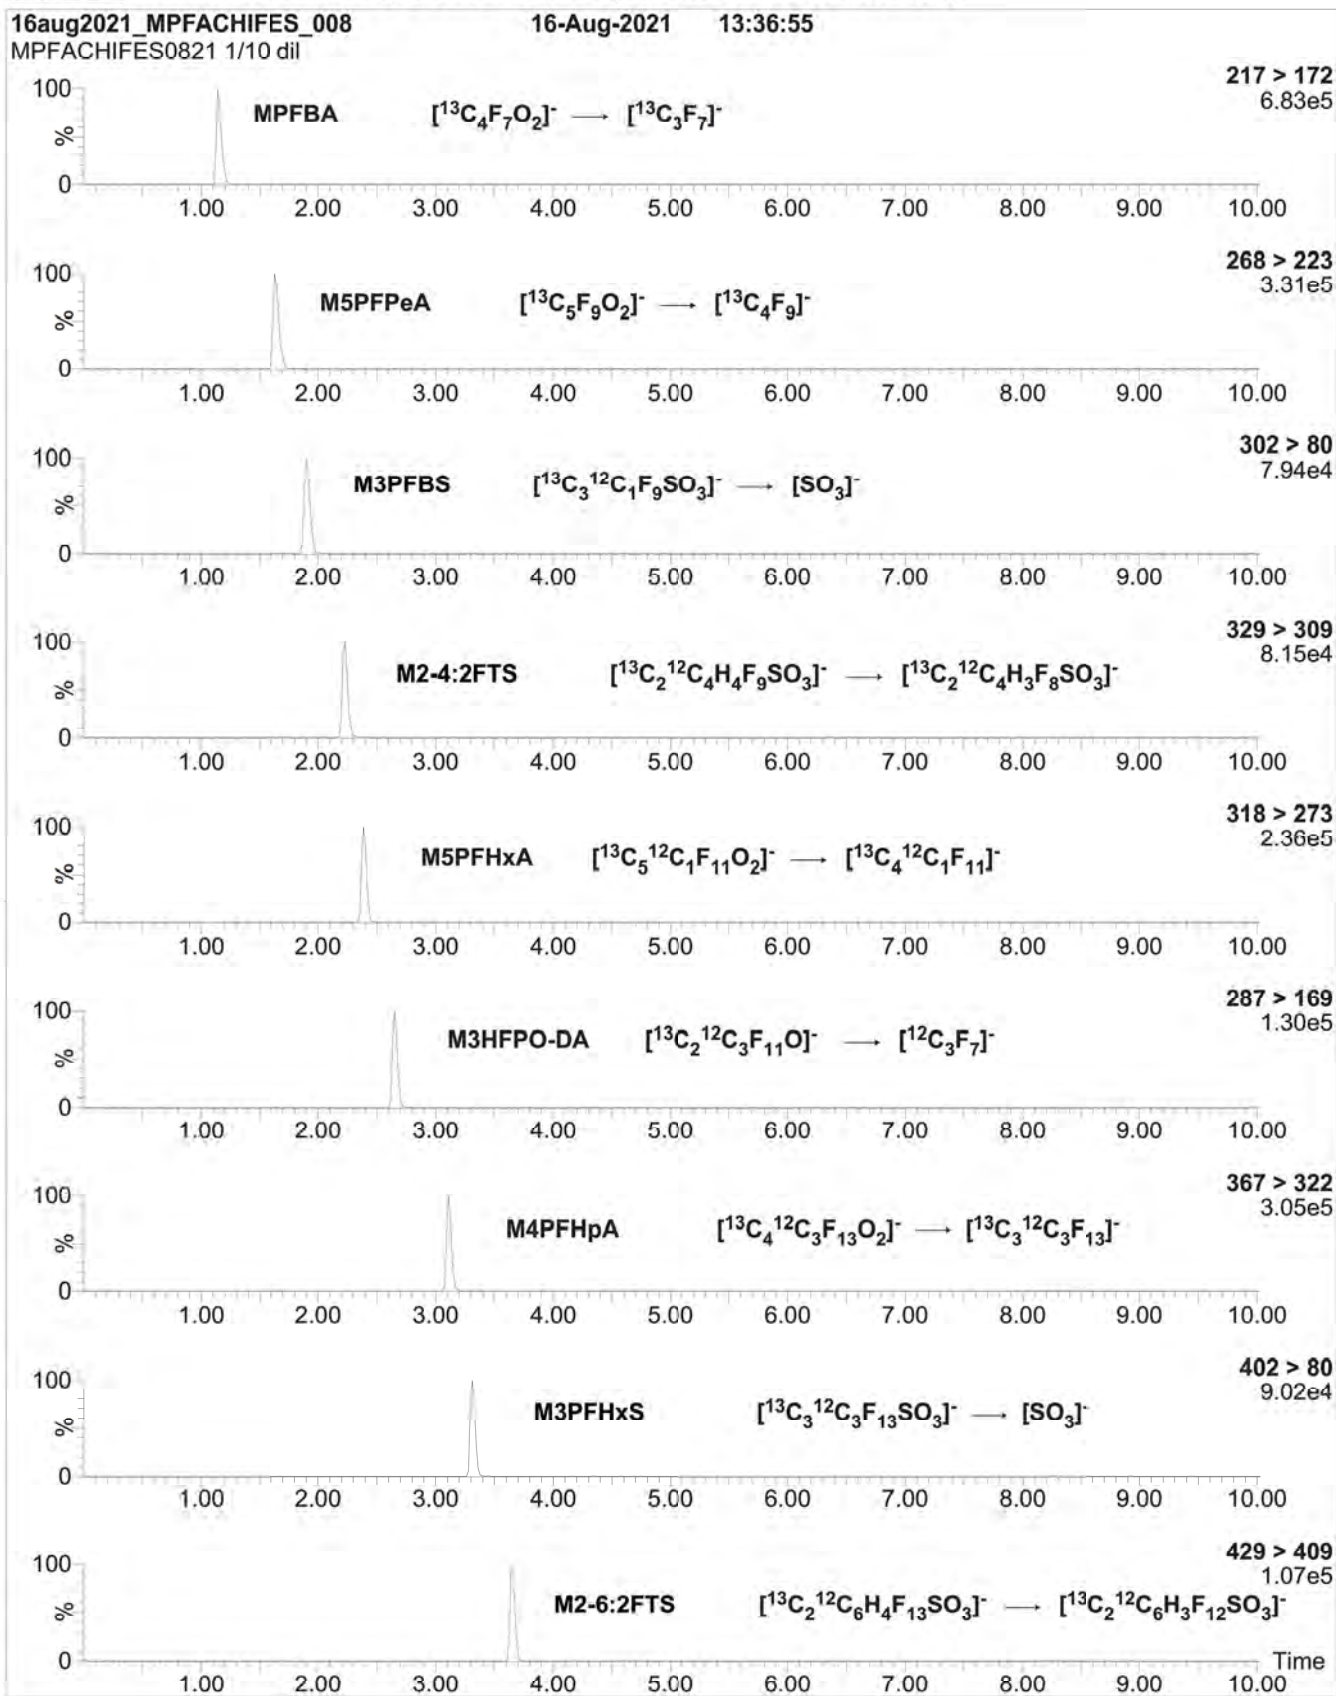 16aug2021_MPFACHIFES_008 16-Aug-2021 13:36:55
MPFACHIFES0821 1/10 dil
217 > 172
6.83e5
100
%
0
MPFBA [¹³C₄F₇O₂]⁻ → [¹³C₃F₇]⁻
1.00 2.00 3.00 4.00 5.00 6.00 7.00 8.00 9.00 10.00
268 > 223
3.31e5
100
%
0
M5PFPeA [¹³C₅F₉O₂]⁻ → [¹³C₄F₉]⁻
1.00 2.00 3.00 4.00 5.00 6.00 7.00 8.00 9.00 10.00
302 > 80
7.94e4
100
%
0
M3PFBS [¹³C₃¹²C₁F₉SO₃]⁻ → [SO₃]⁻
1.00 2.00 3.00 4.00 5.00 6.00 7.00 8.00 9.00 10.00
329 > 309
8.15e4
100
%
0
M2-4:2FTS [¹³C₂¹²C₄H₄F₉SO₃]⁻ → [¹³C₂¹²C₄H₃F₈SO₃]⁻
1.00 2.00 3.00 4.00 5.00 6.00 7.00 8.00 9.00 10.00
318 > 273
2.36e5
100
%
0
M5PFHxA [¹³C₅¹²C₁F₁₁O₂]⁻ → [¹³C₄¹²C₁F₁₁]⁻
1.00 2.00 3.00 4.00 5.00 6.00 7.00 8.00 9.00 10.00
287 > 169
1.30e5
100
%
0
M3HFPO-DA [¹³C₂¹²C₃F₁₁O]⁻ → [¹²C₃F₇]⁻
1.00 2.00 3.00 4.00 5.00 6.00 7.00 8.00 9.00 10.00
367 > 322
3.05e5
100
%
0
M4PFHpA [¹³C₄¹²C₃F₁₃O₂]⁻ → [¹³C₃¹²C₃F₁₃]⁻
1.00 2.00 3.00 4.00 5.00 6.00 7.00 8.00 9.00 10.00
402 > 80
9.02e4
100
%
0
M3PFHxS [¹³C₃¹²C₃F₁₃SO₃]⁻ → [SO₃]⁻
1.00 2.00 3.00 4.00 5.00 6.00 7.00 8.00 9.00 10.00
429 > 409
1.07e5
100
%
0
M2-6:2FTS [¹³C₂¹²C₆H₄F₁₃SO₃]⁻ → [¹³C₂¹²C₆H₃F₁₂SO₃]⁻
Time
1.00 2.00 3.00 4.00 5.00 6.00 7.00 8.00 9.00 10.00